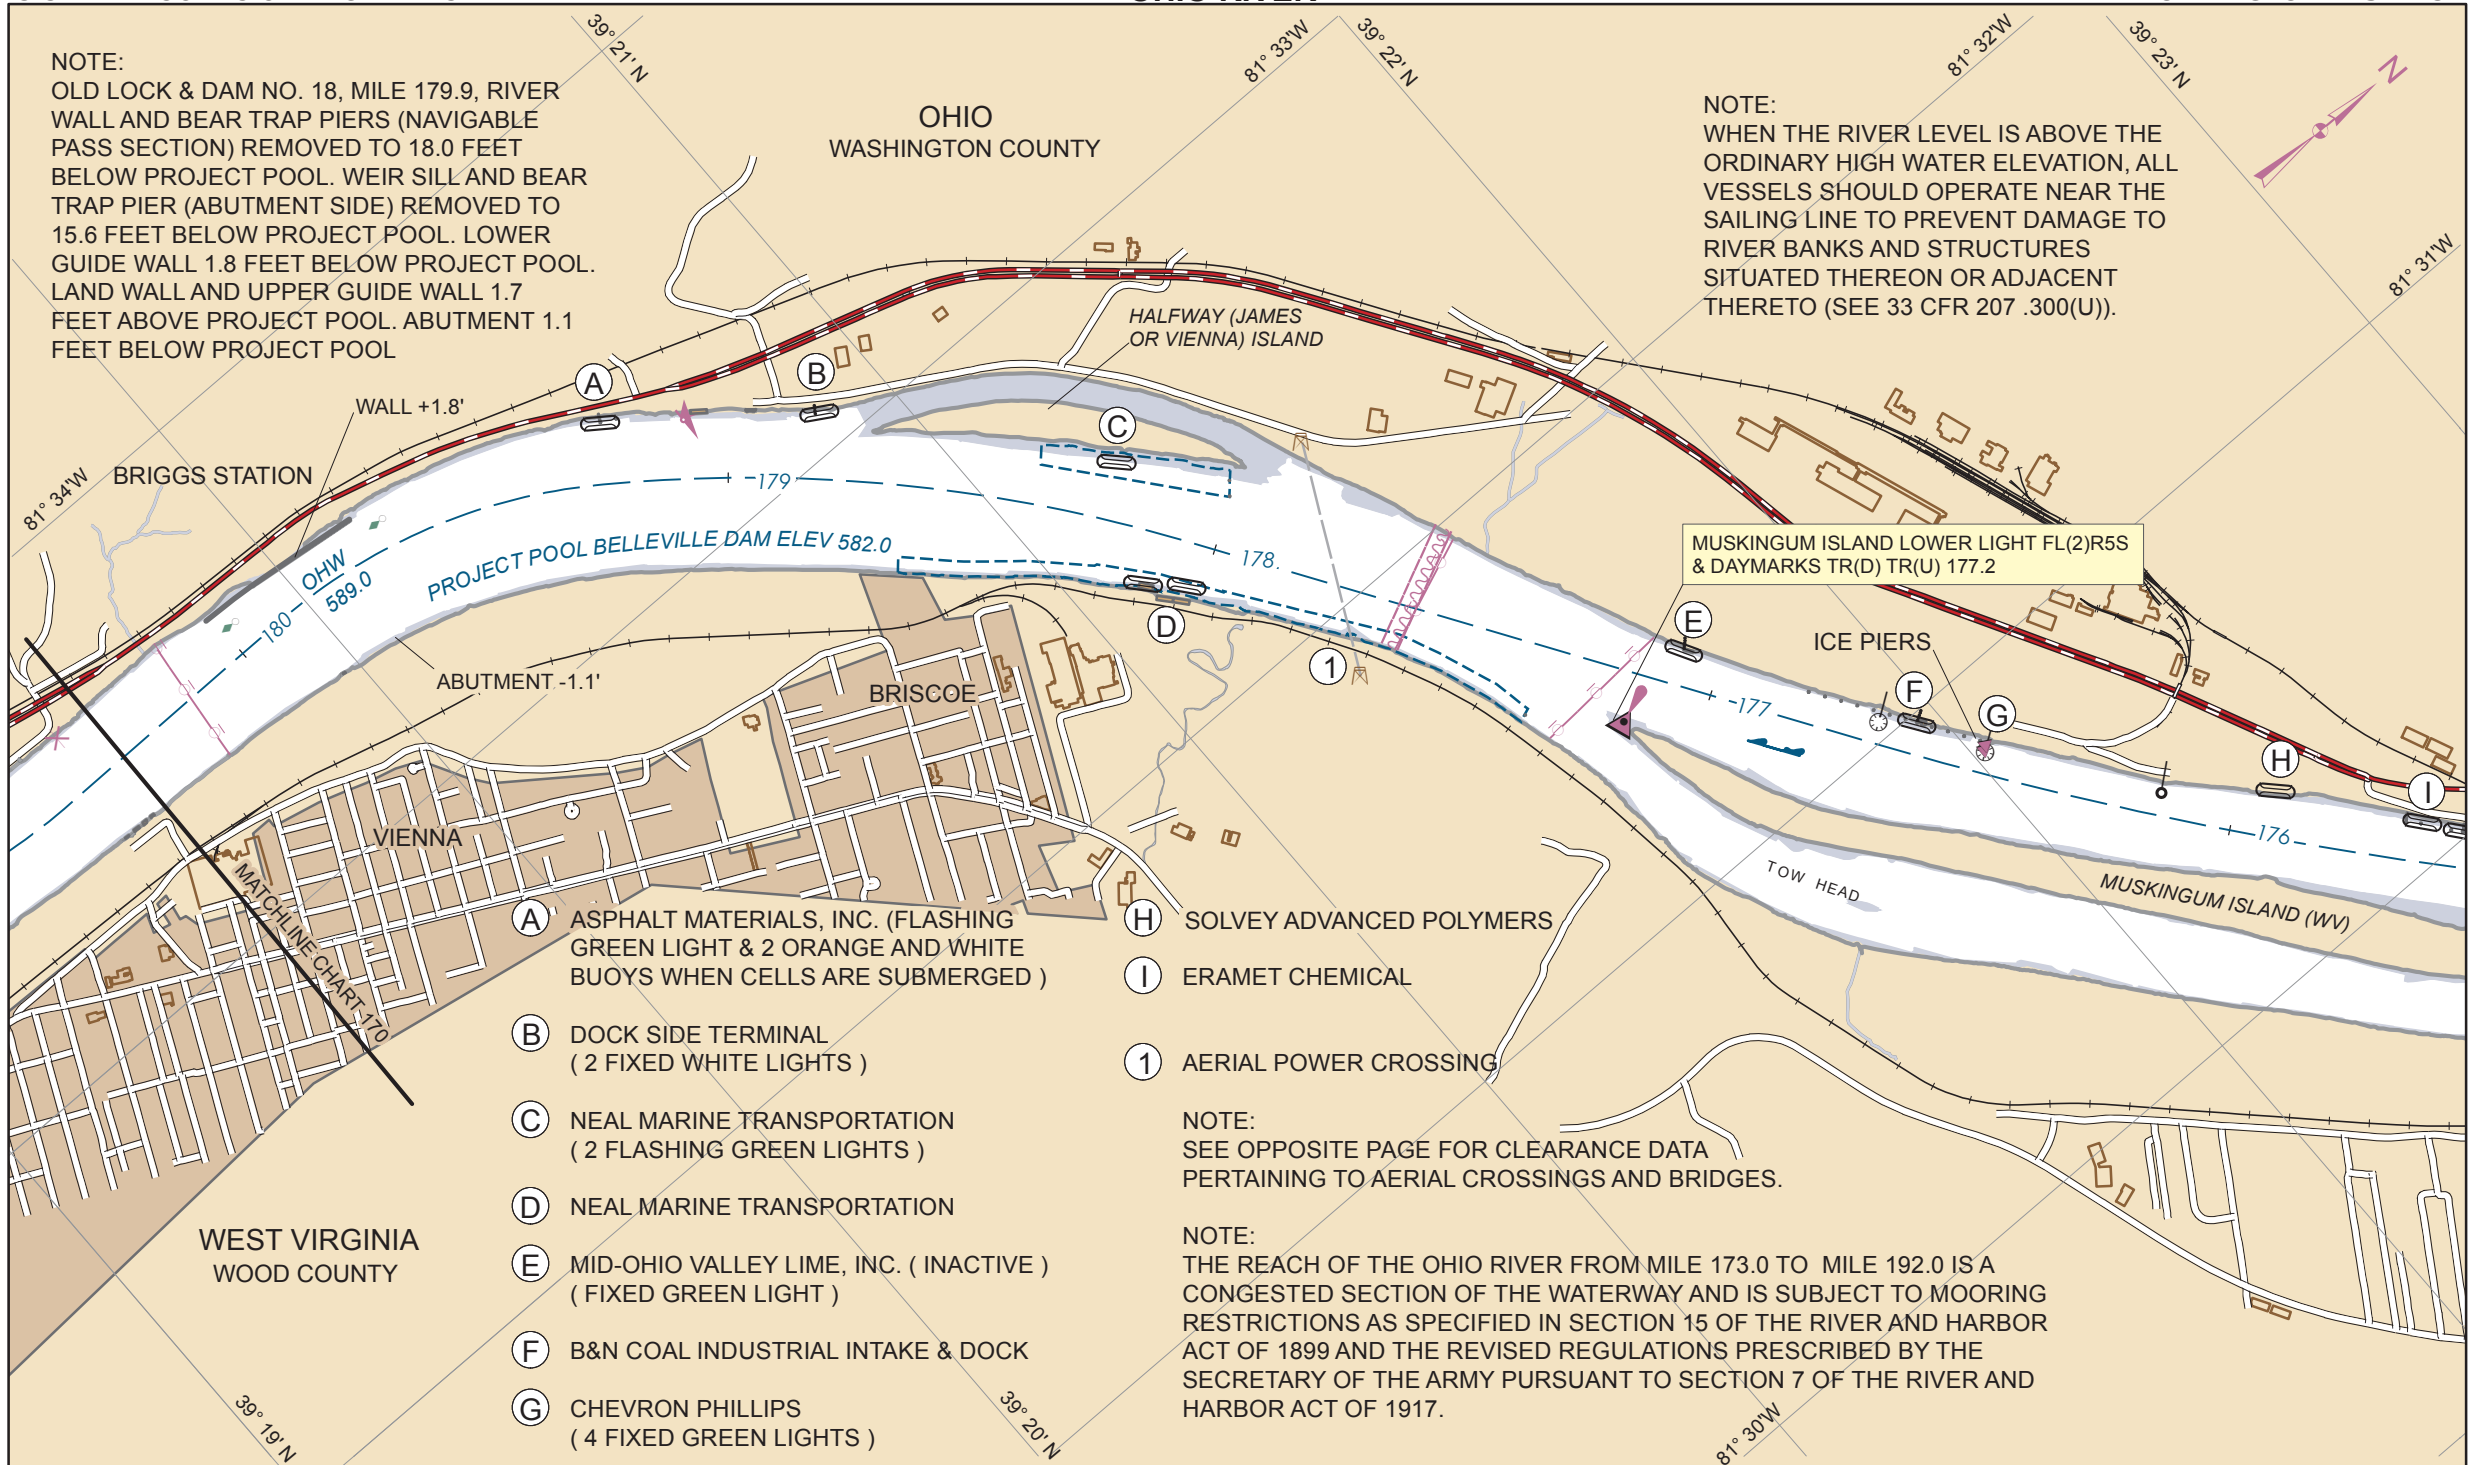 OHIO RIVER
NOTE:
OLD LOCK & DAM NO. 18, MILE 179.9, RIVER
WALL AND BEAR TRAP PIERS (NAVIGABLE
PASS SECTION) REMOVED TO 18.0 FEET
BELOW PROJECT POOL. WEIR SILL AND BEAR
TRAP PIER (ABUTMENT SIDE) REMOVED TO
15.6 FEET BELOW PROJECT POOL. LOWER
GUIDE WALL 1.8 FEET BELOW PROJECT POOL.
LAND WALL AND UPPER GUIDE WALL 1.7
FEET ABOVE PROJECT POOL. ABUTMENT 1.1
FEET BELOW PROJECT POOL
39° 21' N
81° 33'W
39° 22' N
81° 32'W
39° 23' N
N
OHIO
WASHINGTON COUNTY
NOTE:
WHEN THE RIVER LEVEL IS ABOVE THE
ORDINARY HIGH WATER ELEVATION, ALL
VESSELS SHOULD OPERATE NEAR THE
SAILING LINE TO PREVENT DAMAGE TO
RIVER BANKS AND STRUCTURES
SITUATED THEREON OR ADJACENT
THERETO (SEE 33 CFR 207 .300(U)).
81° 31'W
HALFWAY (JAMES
OR VIENNA) ISLAND
A
B
C
WALL +1.8'
BRIGGS STATION
81° 34'W
179
178.
OHW
589.0
180
PROJECT POOL BELLEVILLE DAM ELEV 582.0
MUSKINGUM ISLAND LOWER LIGHT FL(2)R5S
& DAYMARKS TR(D) TR(U) 177.2
D
1
E
ICE PIERS
F
G
H
I
177
176
ABUTMENT -1.1'
BRISCOE
VIENNA
MATCHLINE CHART 170
TOW HEAD
MUSKINGUM ISLAND (WV)
WEST VIRGINIA
WOOD COUNTY
A ASPHALT MATERIALS, INC. (FLASHING
GREEN LIGHT & 2 ORANGE AND WHITE
BUOYS WHEN CELLS ARE SUBMERGED )
B DOCK SIDE TERMINAL
( 2 FIXED WHITE LIGHTS )
C NEAL MARINE TRANSPORTATION
( 2 FLASHING GREEN LIGHTS )
D NEAL MARINE TRANSPORTATION
E MID-OHIO VALLEY LIME, INC. ( INACTIVE )
( FIXED GREEN LIGHT )
F B&N COAL INDUSTRIAL INTAKE & DOCK
G CHEVRON PHILLIPS
( 4 FIXED GREEN LIGHTS )
H SOLVEY ADVANCED POLYMERS
I ERAMET CHEMICAL
1 AERIAL POWER CROSSING
NOTE:
SEE OPPOSITE PAGE FOR CLEARANCE DATA
PERTAINING TO AERIAL CROSSINGS AND BRIDGES.
NOTE:
THE REACH OF THE OHIO RIVER FROM MILE 173.0 TO MILE 192.0 IS A
CONGESTED SECTION OF THE WATERWAY AND IS SUBJECT TO MOORING
RESTRICTIONS AS SPECIFIED IN SECTION 15 OF THE RIVER AND HARBOR
ACT OF 1899 AND THE REVISED REGULATIONS PRESCRIBED BY THE
SECRETARY OF THE ARMY PURSUANT TO SECTION 7 OF THE RIVER AND
HARBOR ACT OF 1917.
39° 19' N
39° 20' N
81° 30'W